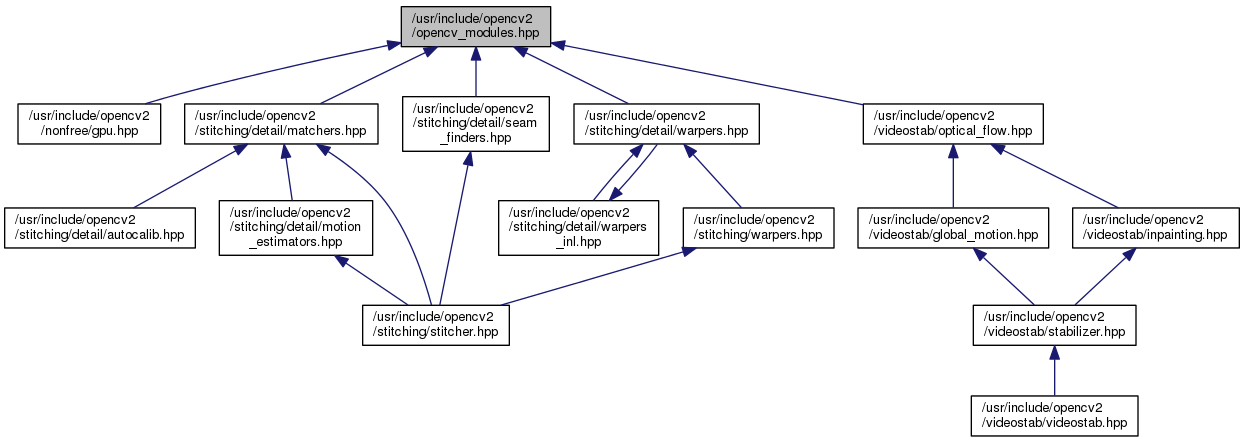 /usr/include/opencv2
/opencv_modules.hpp
/usr/include/opencv2
/nonfree/gpu.hpp
/usr/include/opencv2
/stitching/detail/matchers.hpp
/usr/include/opencv2
/stitching/detail/seam
_finders.hpp
/usr/include/opencv2
/stitching/detail/warpers.hpp
/usr/include/opencv2
/videostab/optical_flow.hpp
/usr/include/opencv2
/stitching/detail/autocalib.hpp
/usr/include/opencv2
/stitching/detail/motion
_estimators.hpp
/usr/include/opencv2
/stitching/detail/warpers
_inl.hpp
/usr/include/opencv2
/stitching/warpers.hpp
/usr/include/opencv2
/videostab/global_motion.hpp
/usr/include/opencv2
/videostab/inpainting.hpp
/usr/include/opencv2
/stitching/stitcher.hpp
/usr/include/opencv2
/videostab/stabilizer.hpp
/usr/include/opencv2
/videostab/videostab.hpp